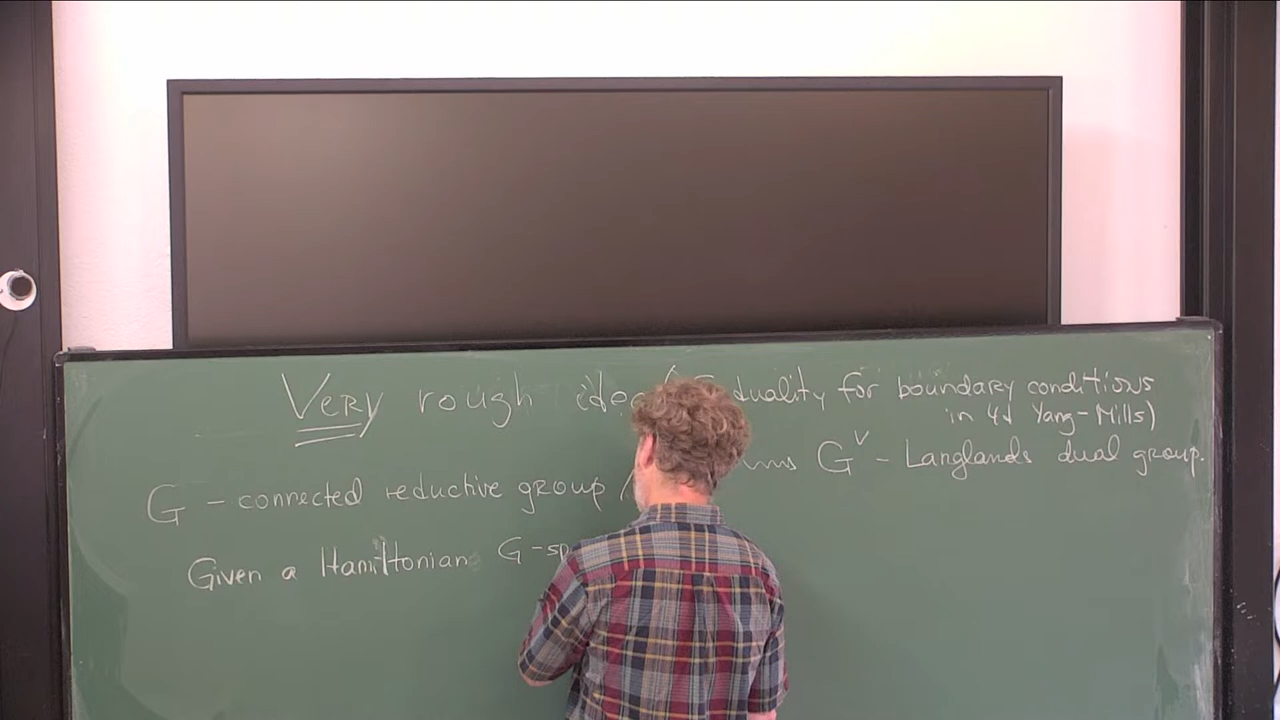 VERY rough idea duality for boundary conditions
in 4d Yang-Mills)
G - connected reductive group / G^∨ - Langlands dual group.
Given a Hamiltonian G-sp